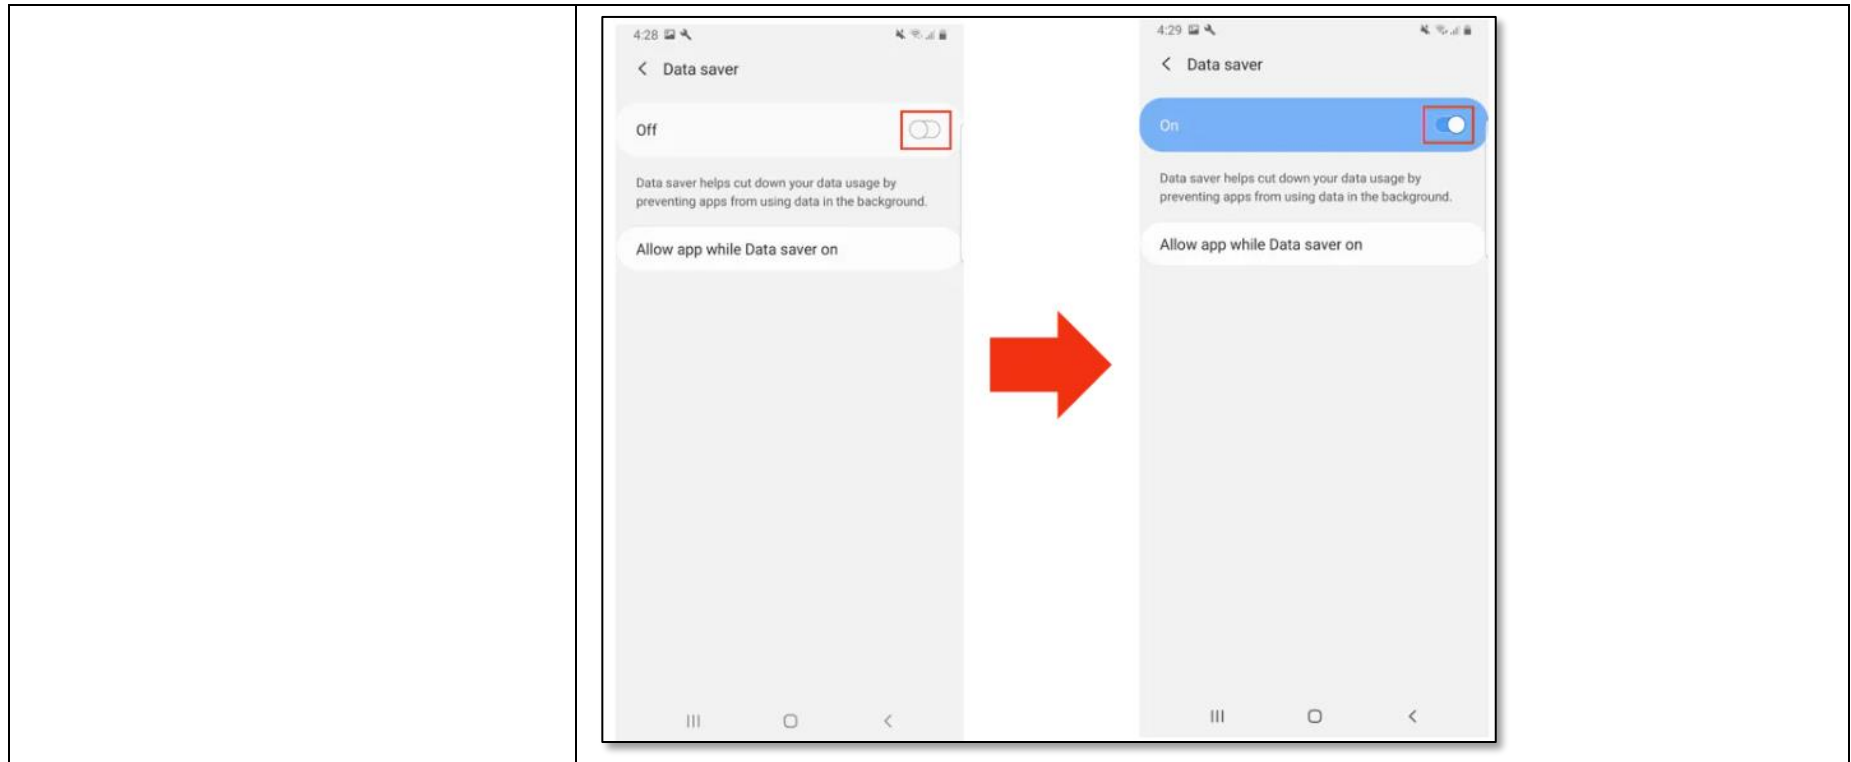 4:28
Data saver
Off
Data saver helps cut down your data usage by
preventing apps from using data in the background.
Allow app while Data saver on
4:29
Data saver
On
Data saver helps cut down your data usage by
preventing apps from using data in the background.
Allow app while Data saver on